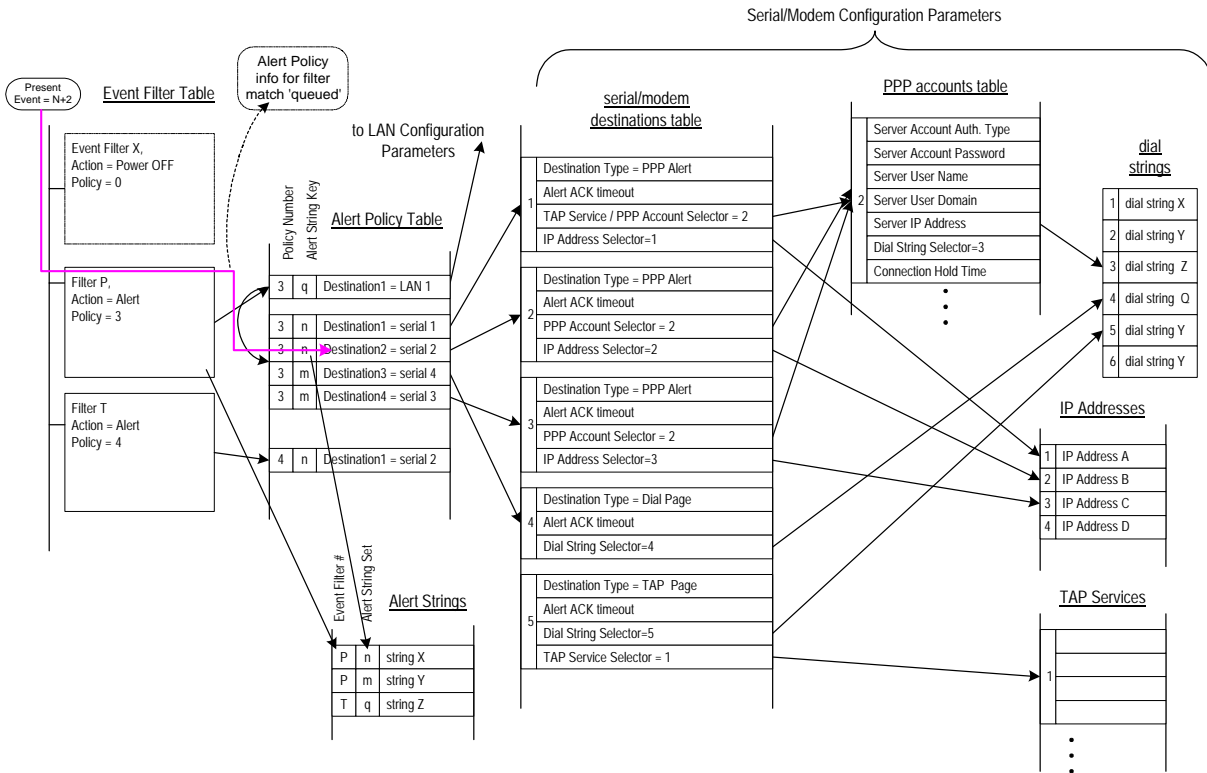 Serial/Modem Configuration Parameters
Present
Event = N+2
Event Filter Table
Alert Policy
info for filter
match 'queued'
to LAN Configuration
Parameters
Event Filter X,
Action = Power OFF
Policy = 0
Filter P,
Action = Alert
Policy = 3
Filter T
Action = Alert
Policy = 4
Policy Number
Alert String Key
Alert Policy Table
3 q Destination1 = LAN 1
3 n Destination1 = serial 1
3 n Destination2 = serial 2
3 m Destination3 = serial 4
3 m Destination4 = serial 3
4 n Destination1 = serial 2
Event Filter #
Alert String Set
Alert Strings
P n string X
P m string Y
T q string Z
serial/modem
destinations table
1
Destination Type = PPP Alert
Alert ACK timeout
TAP Service / PPP Account Selector = 2
IP Address Selector=1
2
Destination Type = PPP Alert
Alert ACK timeout
PPP Account Selector = 2
IP Address Selector=2
3
Destination Type = PPP Alert
Alert ACK timeout
PPP Account Selector = 2
IP Address Selector=3
4
Destination Type = Dial Page
Alert ACK timeout
Dial String Selector=4
5
Destination Type = TAP Page
Alert ACK timeout
Dial String Selector=5
TAP Service Selector = 1
PPP accounts table
2
Server Account Auth. Type
Server Account Password
Server User Name
Server User Domain
Server IP Address
Dial String Selector=3
Connection Hold Time
dial
strings
1 dial string X
2 dial string Y
3 dial string Z
4 dial string Q
5 dial string Y
6 dial string Y
IP Addresses
1 IP Address A
2 IP Address B
3 IP Address C
4 IP Address D
TAP Services
1